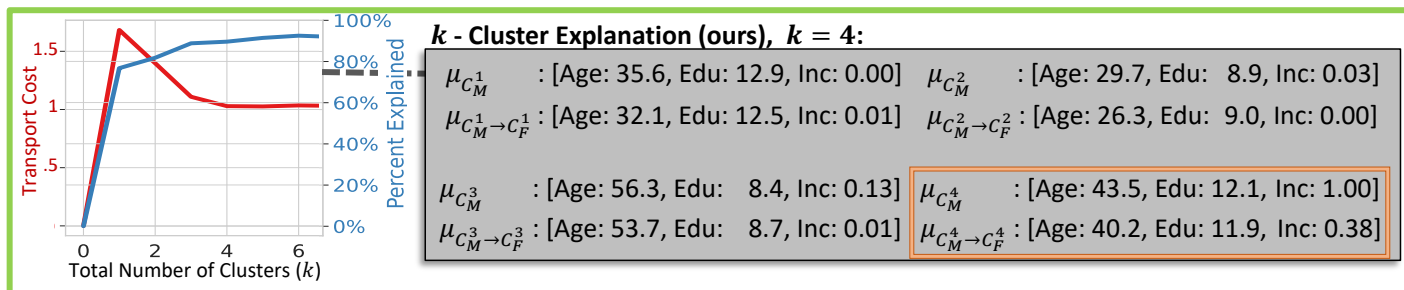 1.5
1
.5
Transport Cost
0 2 4 6
Total Number of Clusters (k)
100%
80%
60%
40%
20%
0%
Percent Explained
k - Cluster Explanation (ours), k = 4:
μ_{C_M^1} : [Age: 35.6, Edu: 12.9, Inc: 0.00] μ_{C_M^2} : [Age: 29.7, Edu: 8.9, Inc: 0.03]
μ_{C_M^1→C_F^1} : [Age: 32.1, Edu: 12.5, Inc: 0.01] μ_{C_M^2→C_F^2} : [Age: 26.3, Edu: 9.0, Inc: 0.00]
μ_{C_M^3} : [Age: 56.3, Edu: 8.4, Inc: 0.13] μ_{C_M^4} : [Age: 43.5, Edu: 12.1, Inc: 1.00]
μ_{C_M^3→C_F^3} : [Age: 53.7, Edu: 8.7, Inc: 0.01] μ_{C_M^4→C_F^4} : [Age: 40.2, Edu: 11.9, Inc: 0.38]